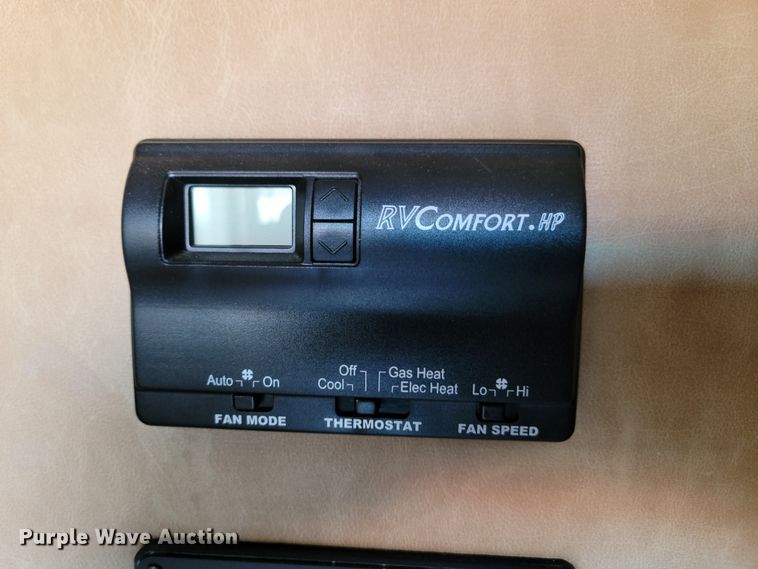 RVCOMFORT.HP
Off Gas Heat
Auto On Cool Elec Heat Lo Hi
FAN MODE THERMOSTAT FAN SPEED
Purple Wave Auction